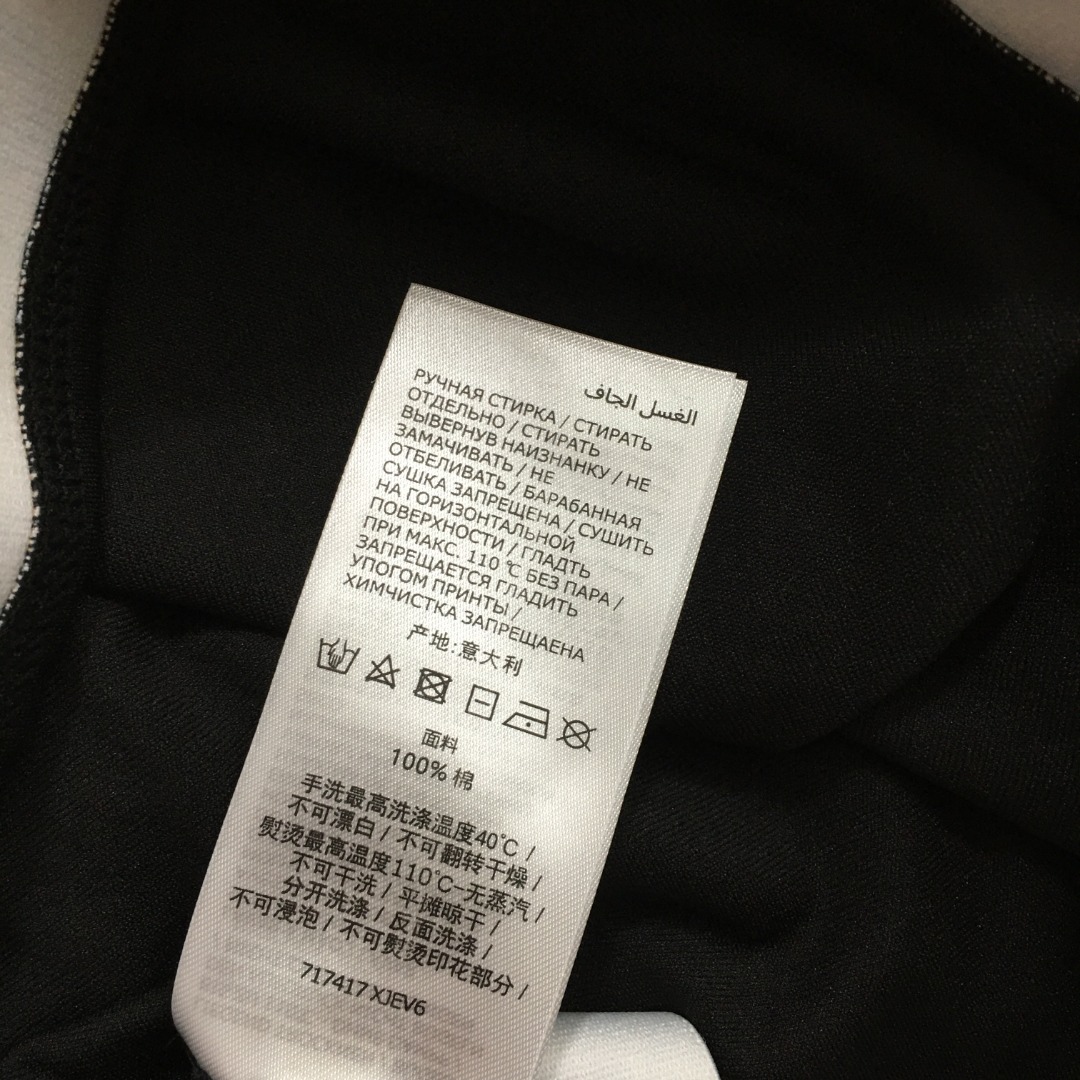 الغسل الجاف
РУЧНАЯ СТИРКА / СТИРАТЬ
ОТДЕЛЬНО / СТИРАТЬ
ВЫВЕРНУВ НАИЗНАНКУ / НЕ
ЗАМАЧИВАТЬ / НЕ
ОТБЕЛИВАТЬ / БАРАБАННАЯ
СУШКА ЗАПРЕЩЕНА / СУШИТЬ
НА ГОРИЗОНТАЛЬНОЙ
ПОВЕРХНОСТИ / ГЛАДТЬ
ПРИ МАКС. 110 ℃ БЕЗ ПАРА /
ЗАПРЕЩАЕТСЯ ГЛАДИТЬ
УПОГОМ ПРИНТЫ /
ХИМЧИСТКА ЗАПРЕЩАЕНА
产地:意大利
面料
100% 棉
手洗最高洗涤温度40℃ /
不可漂白 / 不可翻转干燥 /
熨烫最高温度110℃-无蒸汽 /
不可干洗 / 平摊晾干 /
分开洗涤 / 反面洗涤 /
不可浸泡 / 不可熨烫印花部分 /
717417 XJEV6